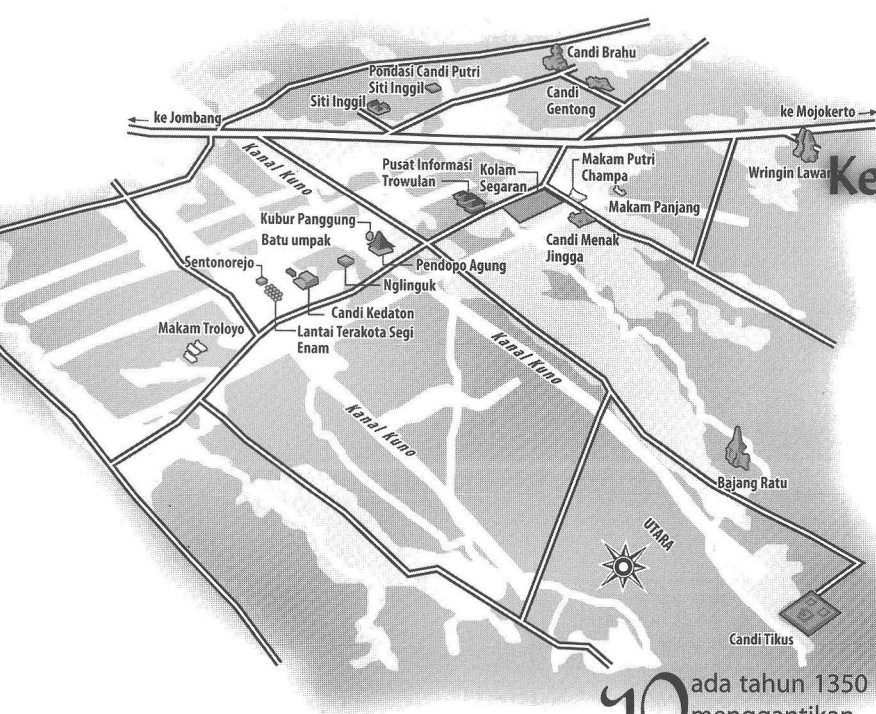 Candi Brahu
Pondasi Candi Putri
Siti Inggil
Siti Inggil
Candi
Gentong
ke Jombang
ke Mojokerto
Kanal Kuno
Pusat Informasi
Trowulan
Kolam
Segaran
Makam Putri
Champa
Wringin Lawan
Ke
Makam Panjang
Kubur Panggung
Batu umpak
Candi Menak
Jingga
Sentonorejo
Pendopo Agung
Nglinguk
Candi Kedaton
Makam Troloyo
Lantai Terakota Segi
Enam
Kanal Kuno
Kanal Kuno
Bajang Ratu
UTARA
Candi Tikus
ada tahun 1350
menggantikan